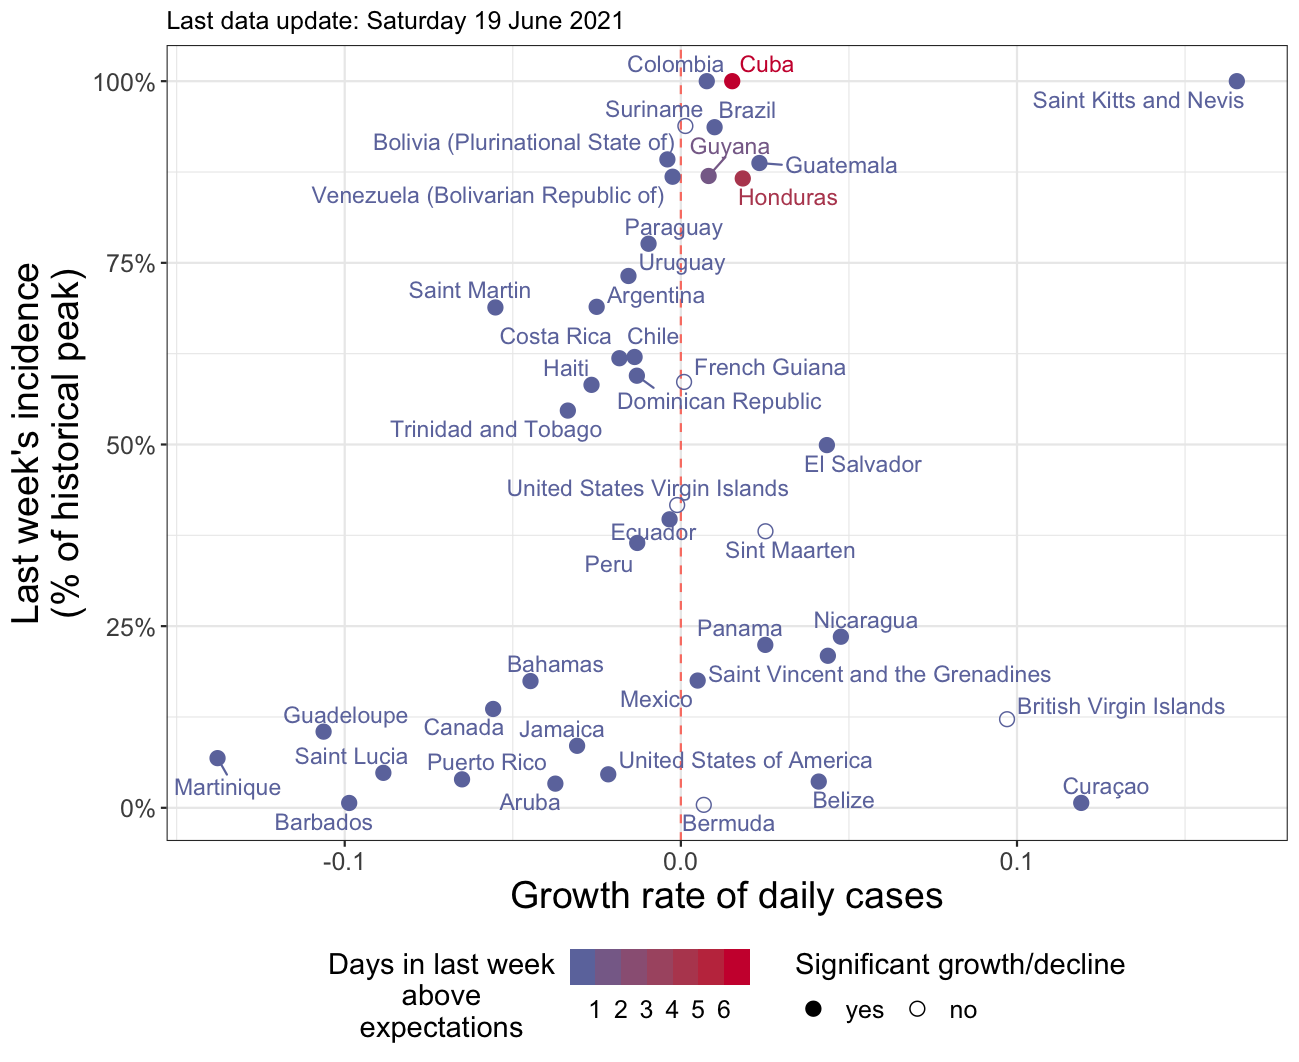 Last data update: Saturday 19 June 2021
Colombia
Cuba
Saint Kitts and Nevis
Suriname
Brazil
Bolivia (Plurinational State of)
Guyana
Guatemala
Venezuela (Bolivarian Republic of)
Honduras
Paraguay
Uruguay
Saint Martin
Argentina
Costa Rica
Chile
Haiti
French Guiana
Dominican Republic
Trinidad and Tobago
El Salvador
United States Virgin Islands
Ecuador
Sint Maarten
Peru
Nicaragua
Panama
Bahamas
Saint Vincent and the Grenadines
Mexico
British Virgin Islands
Guadeloupe
Canada
Jamaica
Saint Lucia
Puerto Rico
United States of America
Martinique
Aruba
Belize
Curaçao
Barbados
Bermuda
100%
75%
50%
25%
0%
Last week's incidence
(% of historical peak)
-0.1
0.0
0.1
Growth rate of daily cases
Days in last week
above
expectations
1 2 3 4 5 6
Significant growth/decline
yes
no